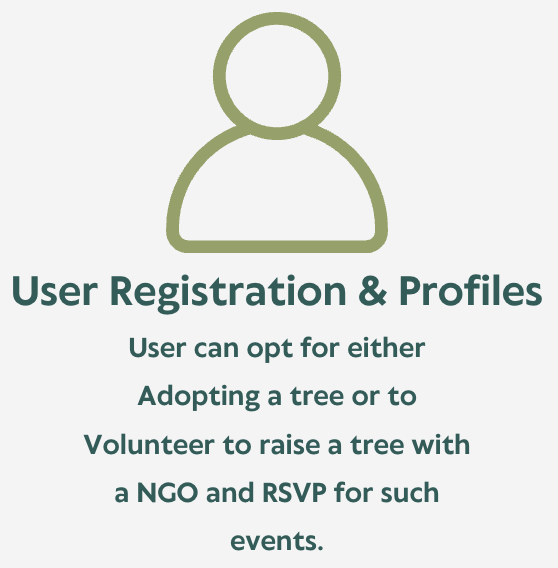 User Registration & Profiles
User can opt for either
Adopting a tree or to
Volunteer to raise a tree with
a NGO and RSVP for such
events.